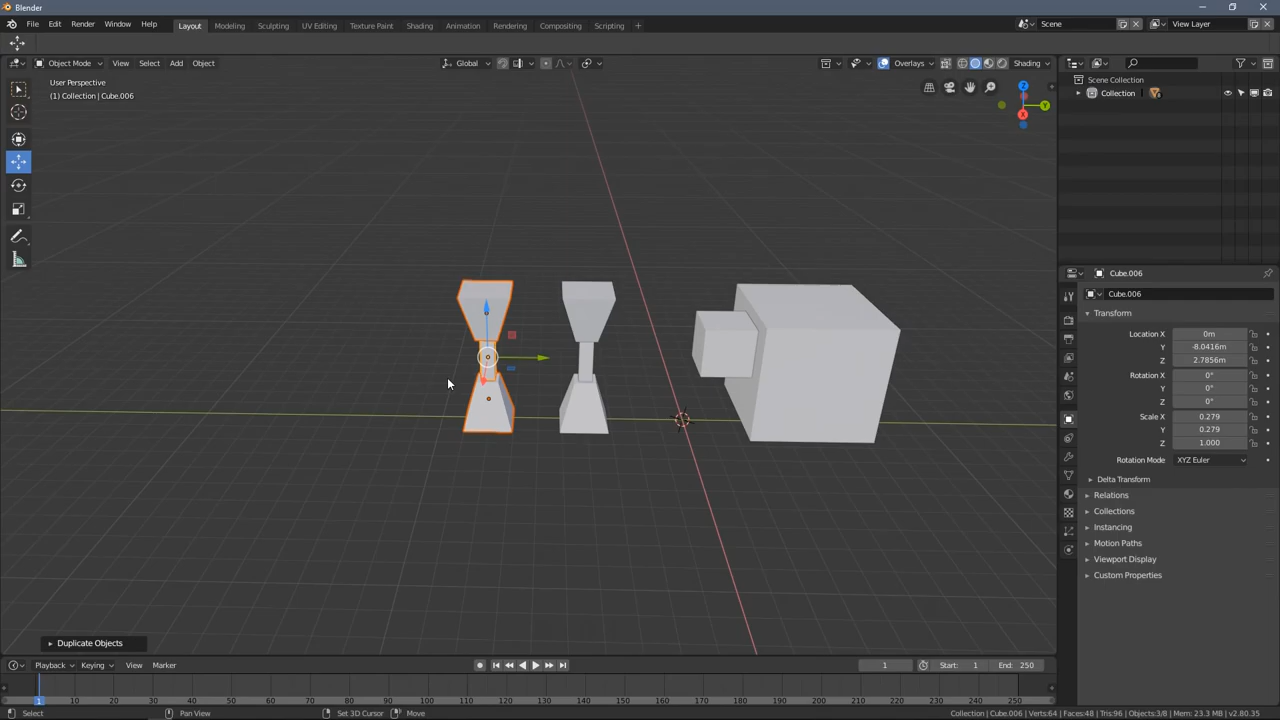 Blender
File Edit Render Window Help
Layout Modeling Sculpting UV Editing Texture Paint Shading Animation Rendering Compositing Scripting +
Scene
View Layer
Object Mode View Select Add Object
Global
Overlays
Shading
User Perspective
(1) Collection | Cube.006
Z
Y
X
Scene Collection
Collection
Cube.006
Cube.006
Transform
Location X 0m
Y -8.0416m
Z 2.7856m
Rotation X 0°
Y 0°
Z 0°
Scale X 0.279
Y 0.279
Z 1.000
Rotation Mode XYZ Euler
Delta Transform
Relations
Collections
Instancing
Motion Paths
Viewport Display
Custom Properties
Duplicate Objects
Playback Keying View Marker
1
Start: 1 End: 250
1 10 20 30 40 50 60 70 80 90 100 110 120 130 140 150 160 170 180 190 200 210 220 230 240 250
Select Pan View Set 3D Cursor Move
Collection | Cube.006 | Verts:64 | Faces:48 | Tris:96 | Objects:3/8 | Mem: 23.3 MB | v2.80.35